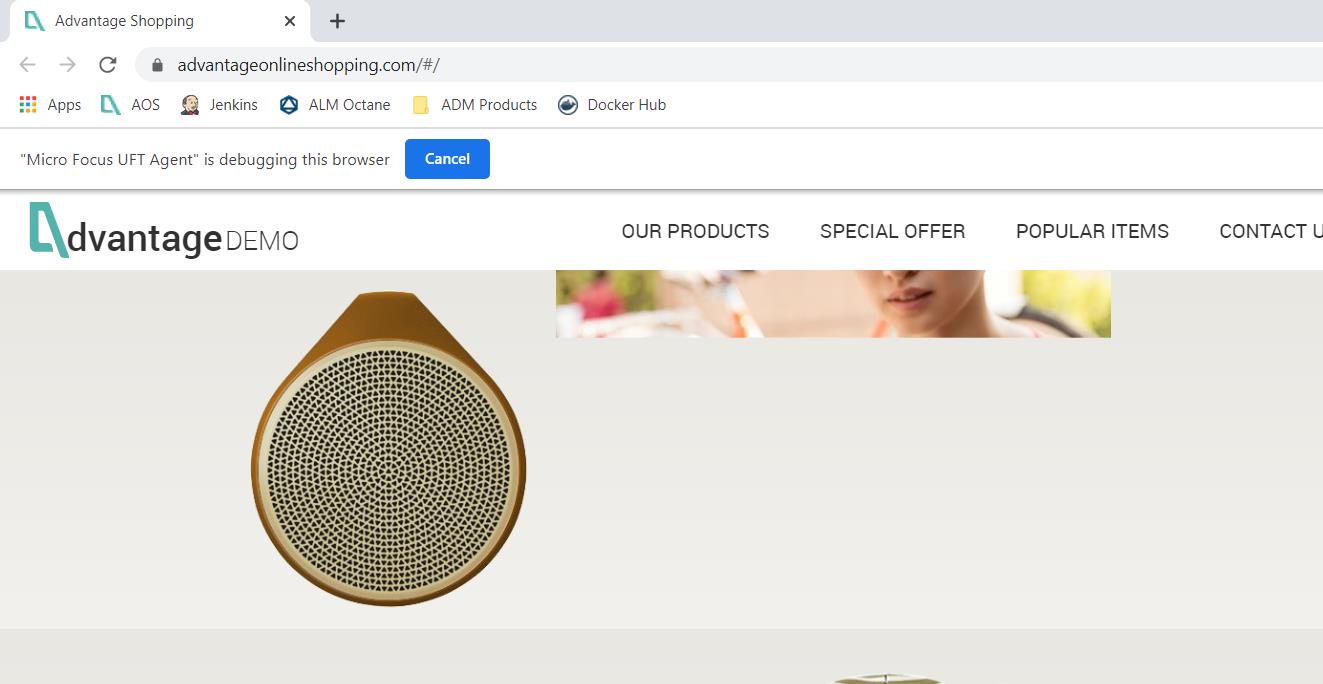 Advantage Shopping
advantageonlineshopping.com/#/
Apps AOS Jenkins ALM Octane ADM Products Docker Hub
"Micro Focus UFT Agent" is debugging this browser Cancel
dvantage DEMO OUR PRODUCTS SPECIAL OFFER POPULAR ITEMS CONTACT U